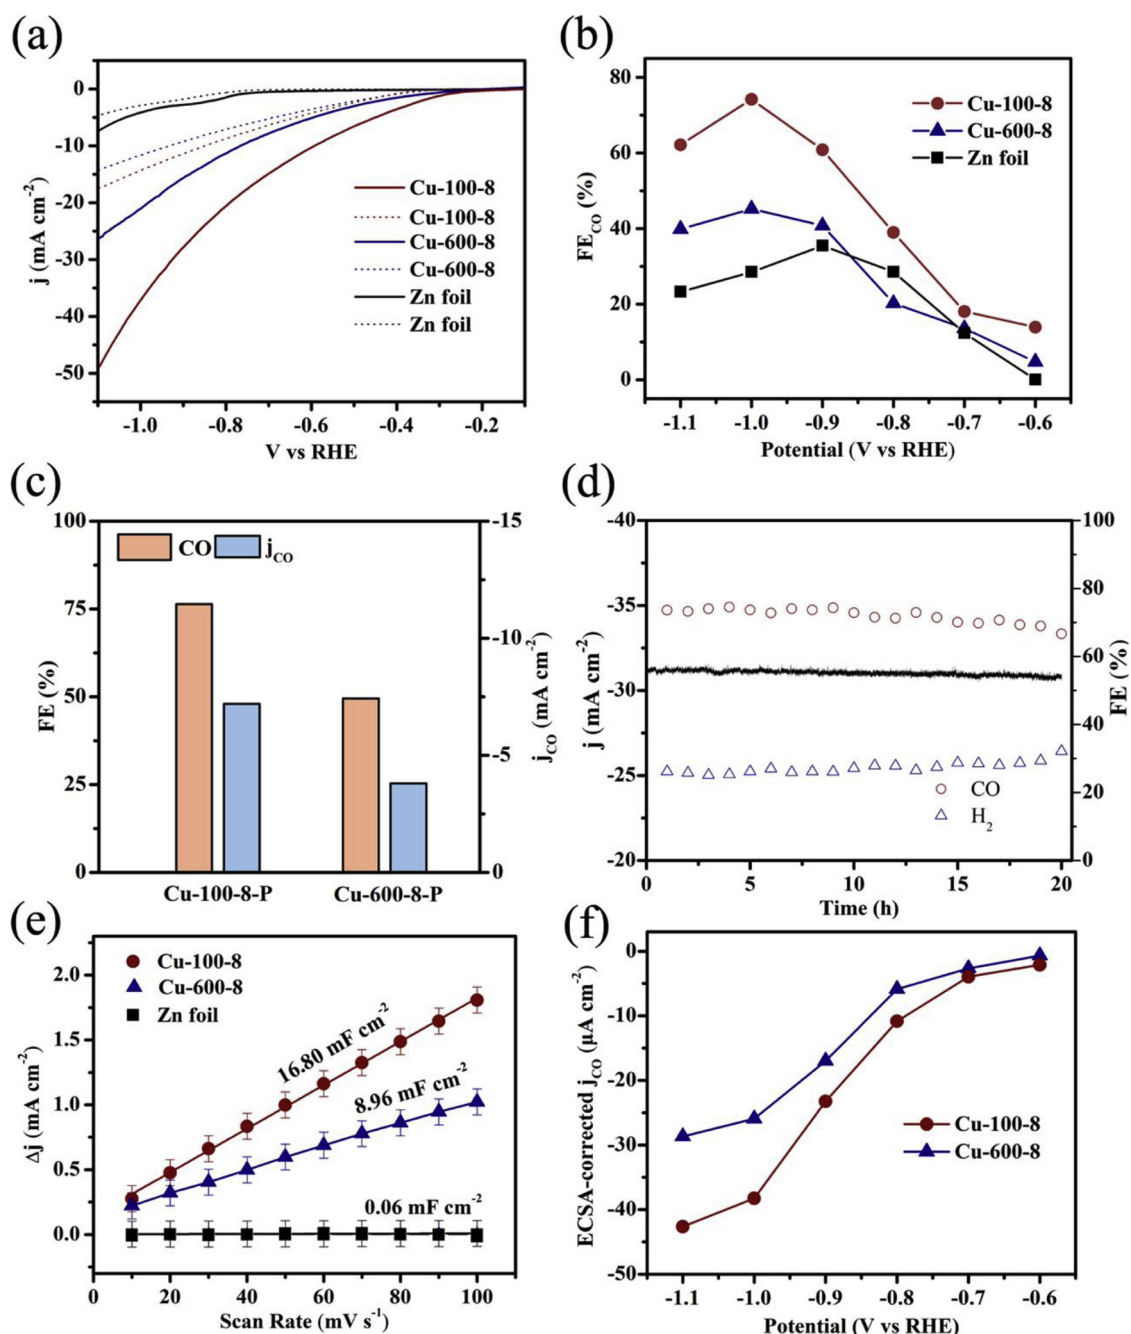 (a)
0
-10
-20
-30
-40
-50
j (mA cm-2)
Cu-100-8
Cu-100-8
Cu-600-8
Cu-600-8
Zn foil
Zn foil
-1.0
-0.8
-0.6
-0.4
-0.2
V vs RHE
(b)
80
60
40
20
0
FECO (%)
Cu-100-8
Cu-600-8
Zn foil
-1.1
-1.0
-0.9
-0.8
-0.7
-0.6
Potential (V vs RHE)
(c)
100
75
50
25
0
FE (%)
CO
jCO
-15
-10
-5
0
jCO (mA cm-2)
Cu-100-8-P
Cu-600-8-P
(d)
-40
-35
-30
-25
-20
j (mA cm-2)
100
80
60
40
20
0
FE (%)
CO
H2
0
5
10
15
20
Time (h)
(e)
2.0
1.5
1.0
0.5
0.0
Δj (mA cm-2)
Cu-100-8
Cu-600-8
Zn foil
16.80 mF cm-2
8.96 mF cm-2
0.06 mF cm-2
0
20
40
60
80
100
Scan Rate (mV s-1)
(f)
0
-10
-20
-30
-40
-50
ECSA-corrected jCO (μA cm-2)
Cu-100-8
Cu-600-8
-1.1
-1.0
-0.9
-0.8
-0.7
-0.6
Potential (V vs RHE)